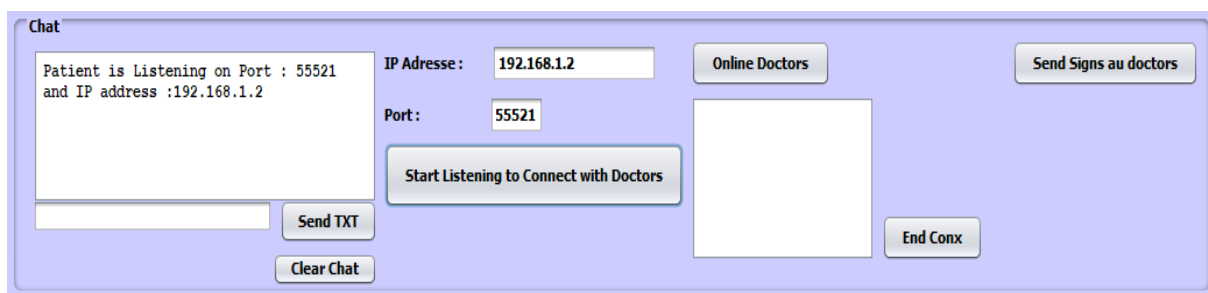 Chat
Patient is Listening on Port : 55521
and IP address :192.168.1.2
Send TXT
Clear Chat
IP Adresse :
192.168.1.2
Port :
55521
Start Listening to Connect with Doctors
Online Doctors
End Conx
Send Signs au doctors